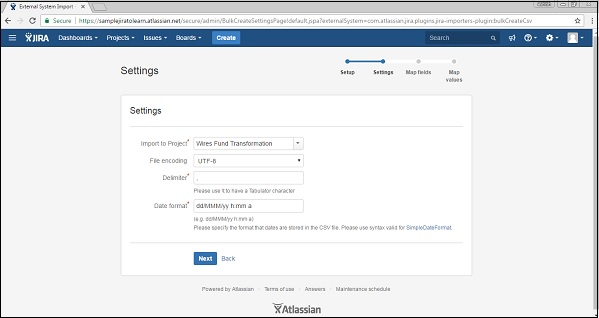 External System Import
Secure https://samplejiratolearn.atlassian.net/secure/admin/BulkCreateSettingsPage!default.jspa?externalSystem=com.atlassian.jira.plugins.jira-importers-plugin:bulkCreateCsv
JIRA Dashboards Projects Issues Boards Create Search
Settings
Setup Settings Map fields Map values
Settings
Import to Project* Wires Fund Transformation
File encoding UTF-8
Delimiter* ,
Please use \t to have a Tabulator character
Date format* dd/MMM/yy h:mm a
(e.g. dd/MMM/yy h:mm a)
Please specify the format that dates are stored in the CSV file. Please use syntax valid for SimpleDateFormat.
Next Back
Powered by Atlassian · Terms of use · Answers · Maintenance schedule
Atlassian